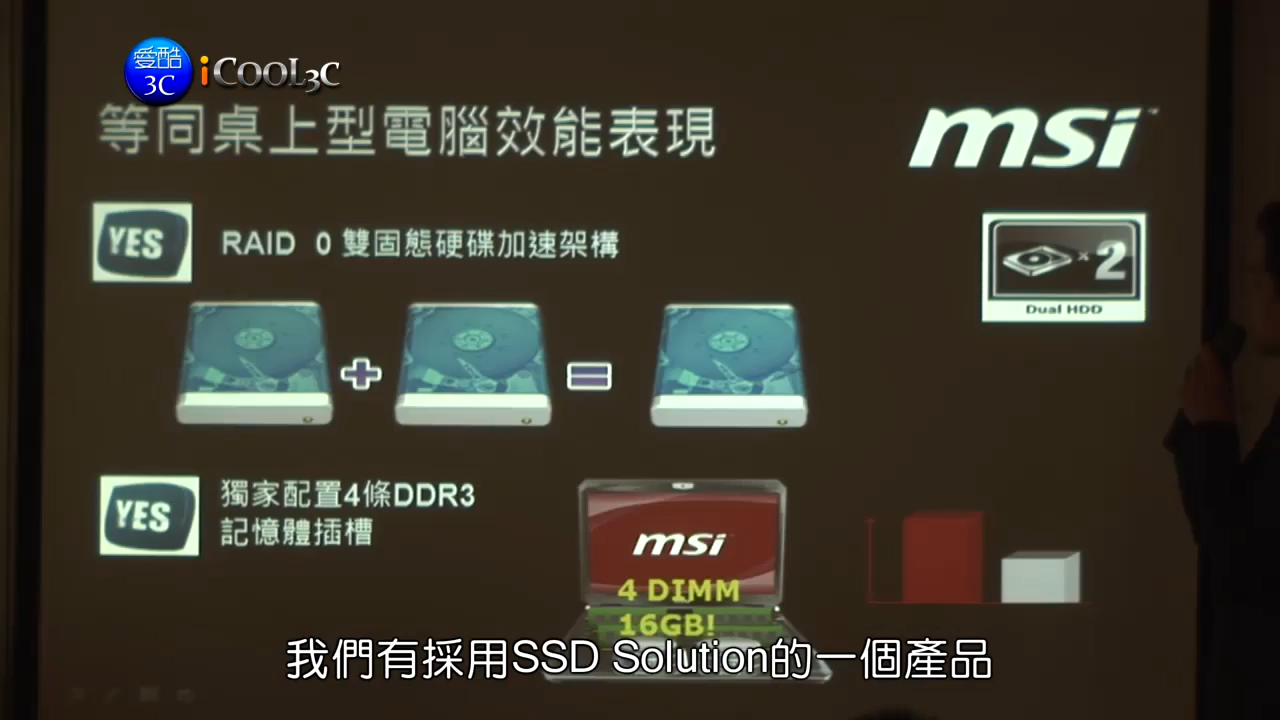 愛酷
3C
iCOOL3C
等同桌上型電腦效能表現
msi
YES
RAID 0 雙固態硬碟加速架構
×2
Dual HDD
YES
獨家配置4條DDR3
記憶體插槽
msi
4 DIMM
16GB!
我們有採用SSD Solution的一個產品